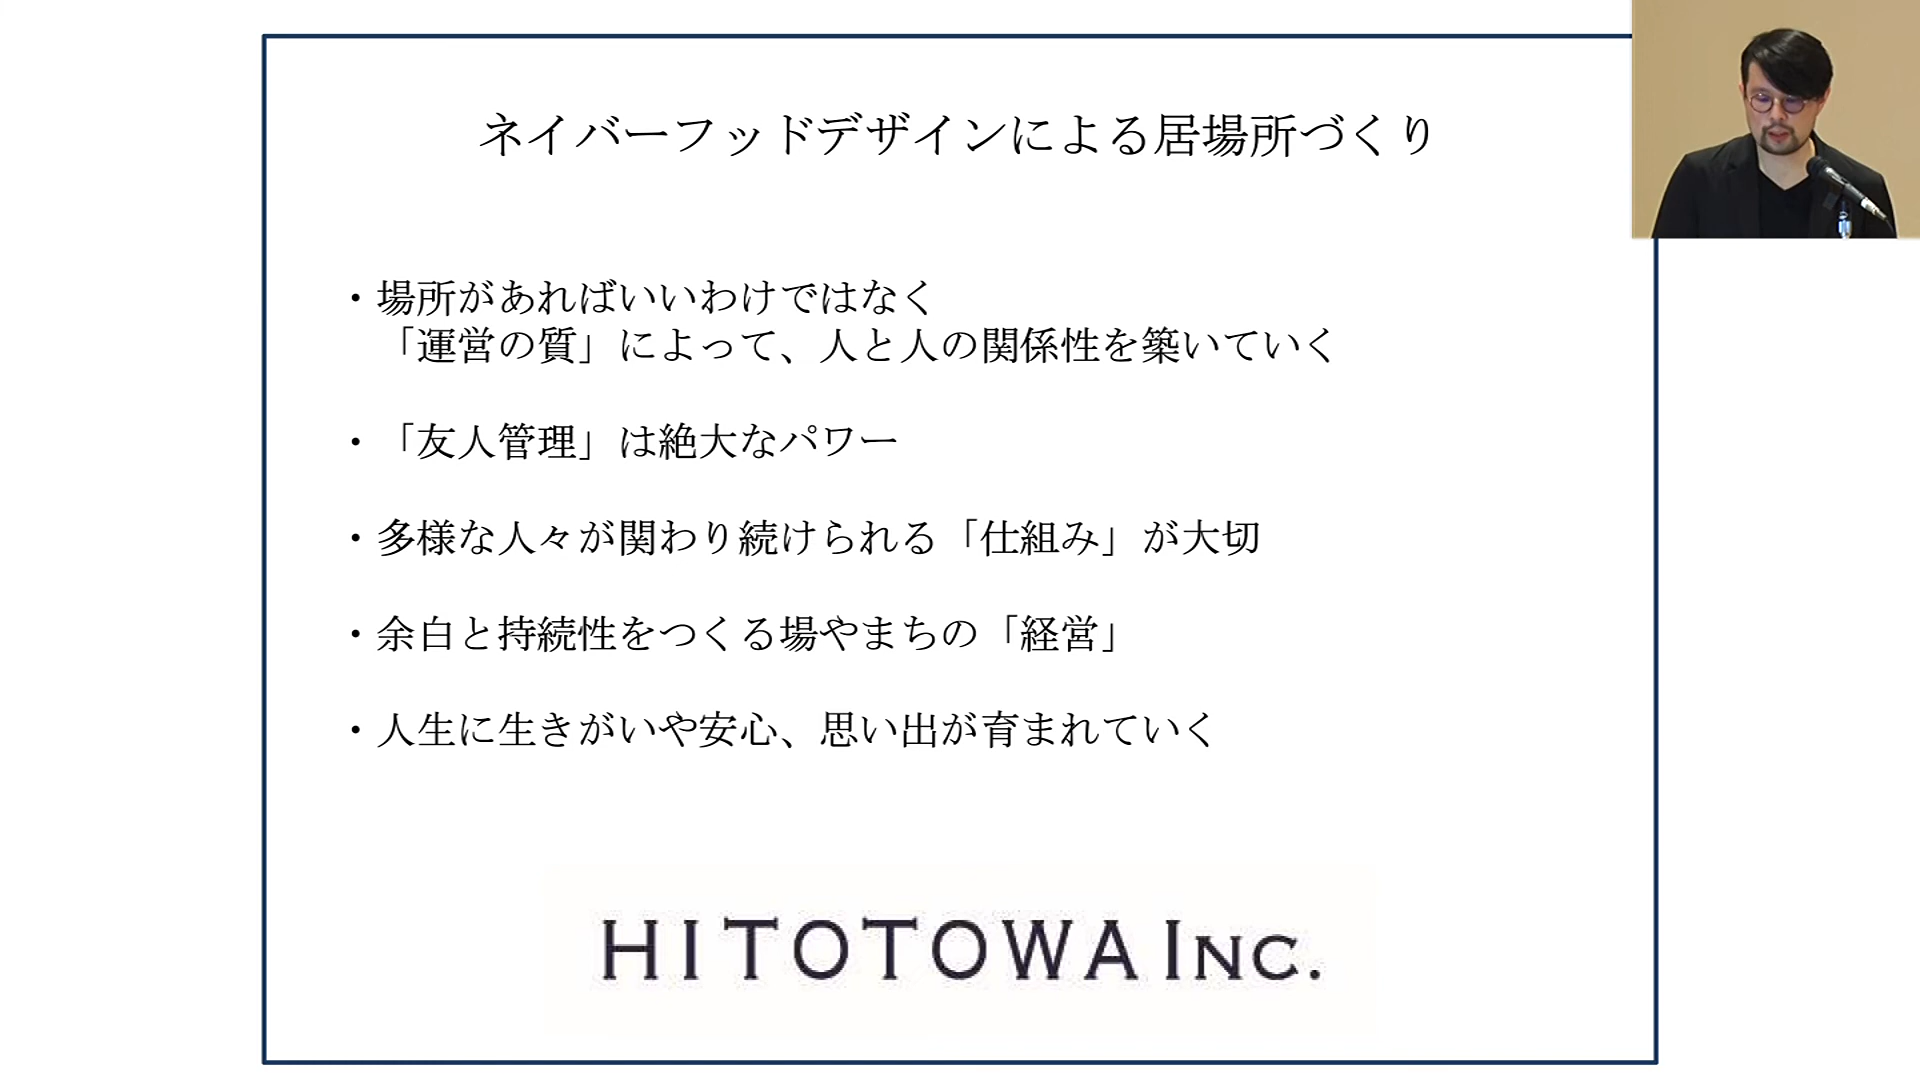 ネイバーフッドデザインによる居場所づくり
・場所があればいいわけではなく
「運営の質」によって、人と人の関係性を築いていく
・「友人管理」は絶大なパワー
・多様な人々が関わり続けられる「仕組み」が大切
・余白と持続性をつくる場やまちの「経営」
・人生に生きがいや安心、思い出が育まれていく
HITOTOWA INC.